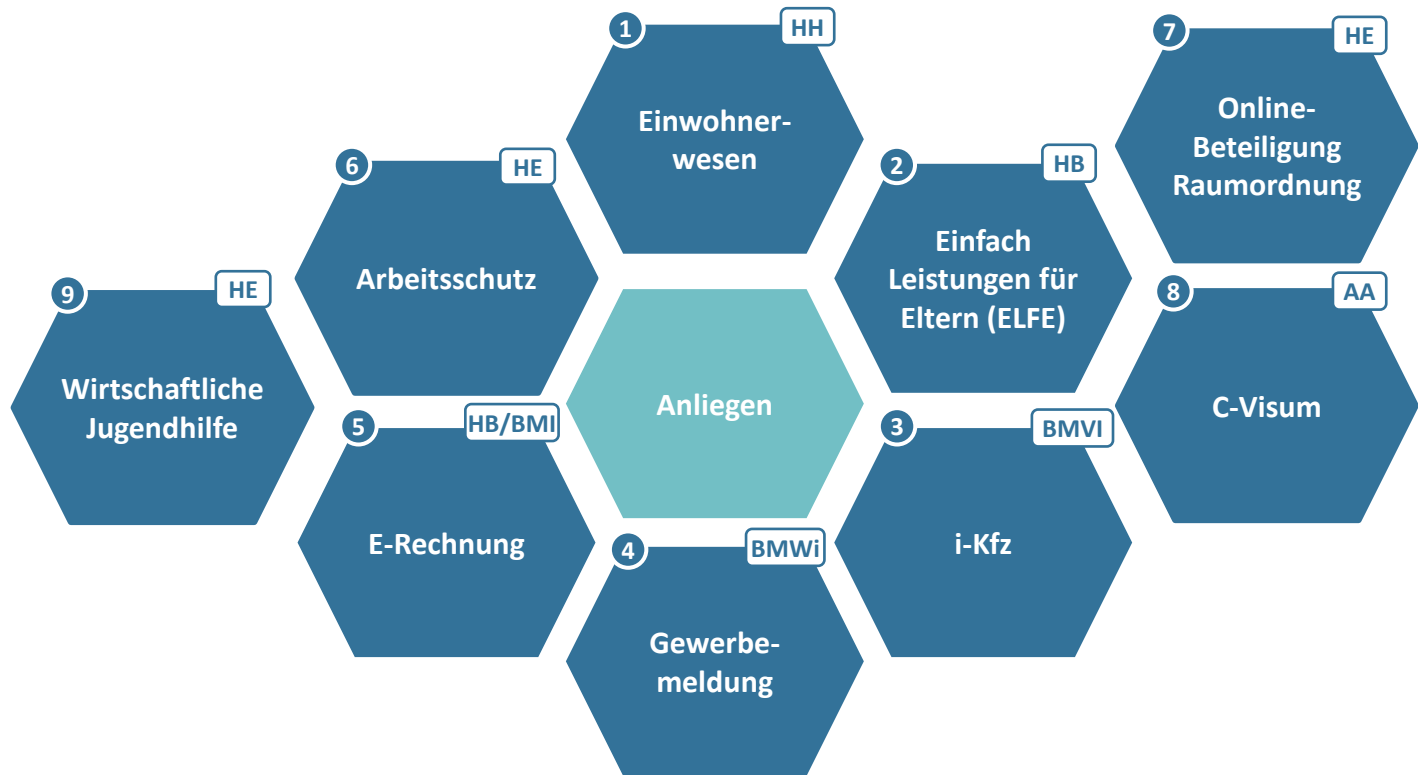 1
HH
Einwohner-
wesen
2
HB
Einfach
Leistungen für
Eltern (ELFE)
3
BMVI
i-Kfz
4
BMWi
Gewerbe-
meldung
5
HB/BMI
E-Rechnung
6
HE
Arbeitsschutz
7
HE
Online-
Beteiligung
Raumordnung
8
AA
C-Visum
9
HE
Wirtschaftliche
Jugendhilfe
Anliegen